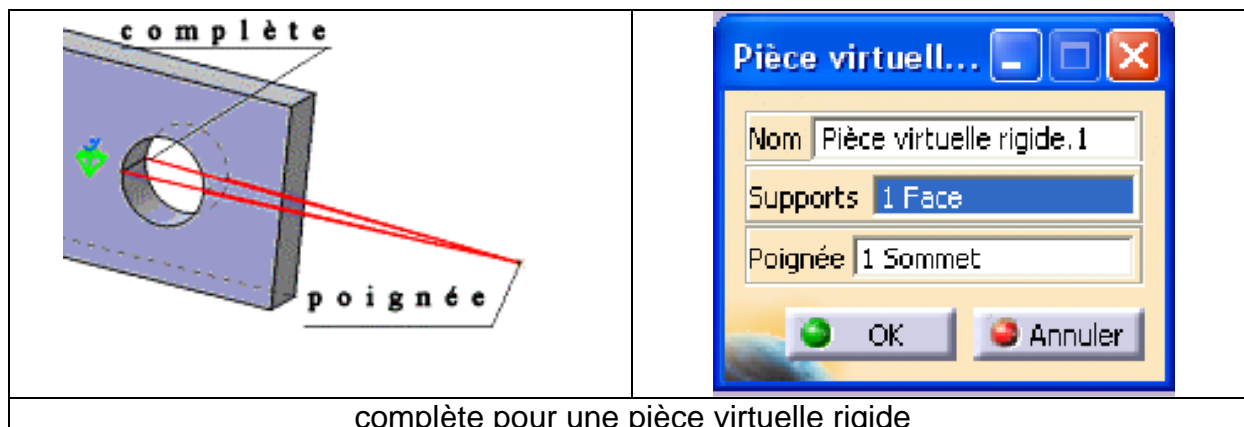 complète
poignée
Pièce virtuell...
Nom Pièce virtuelle rigide.1
Supports 1 Face
Poignée 1 Sommet
OK Annuler
complète pour une pièce virtuelle rigide